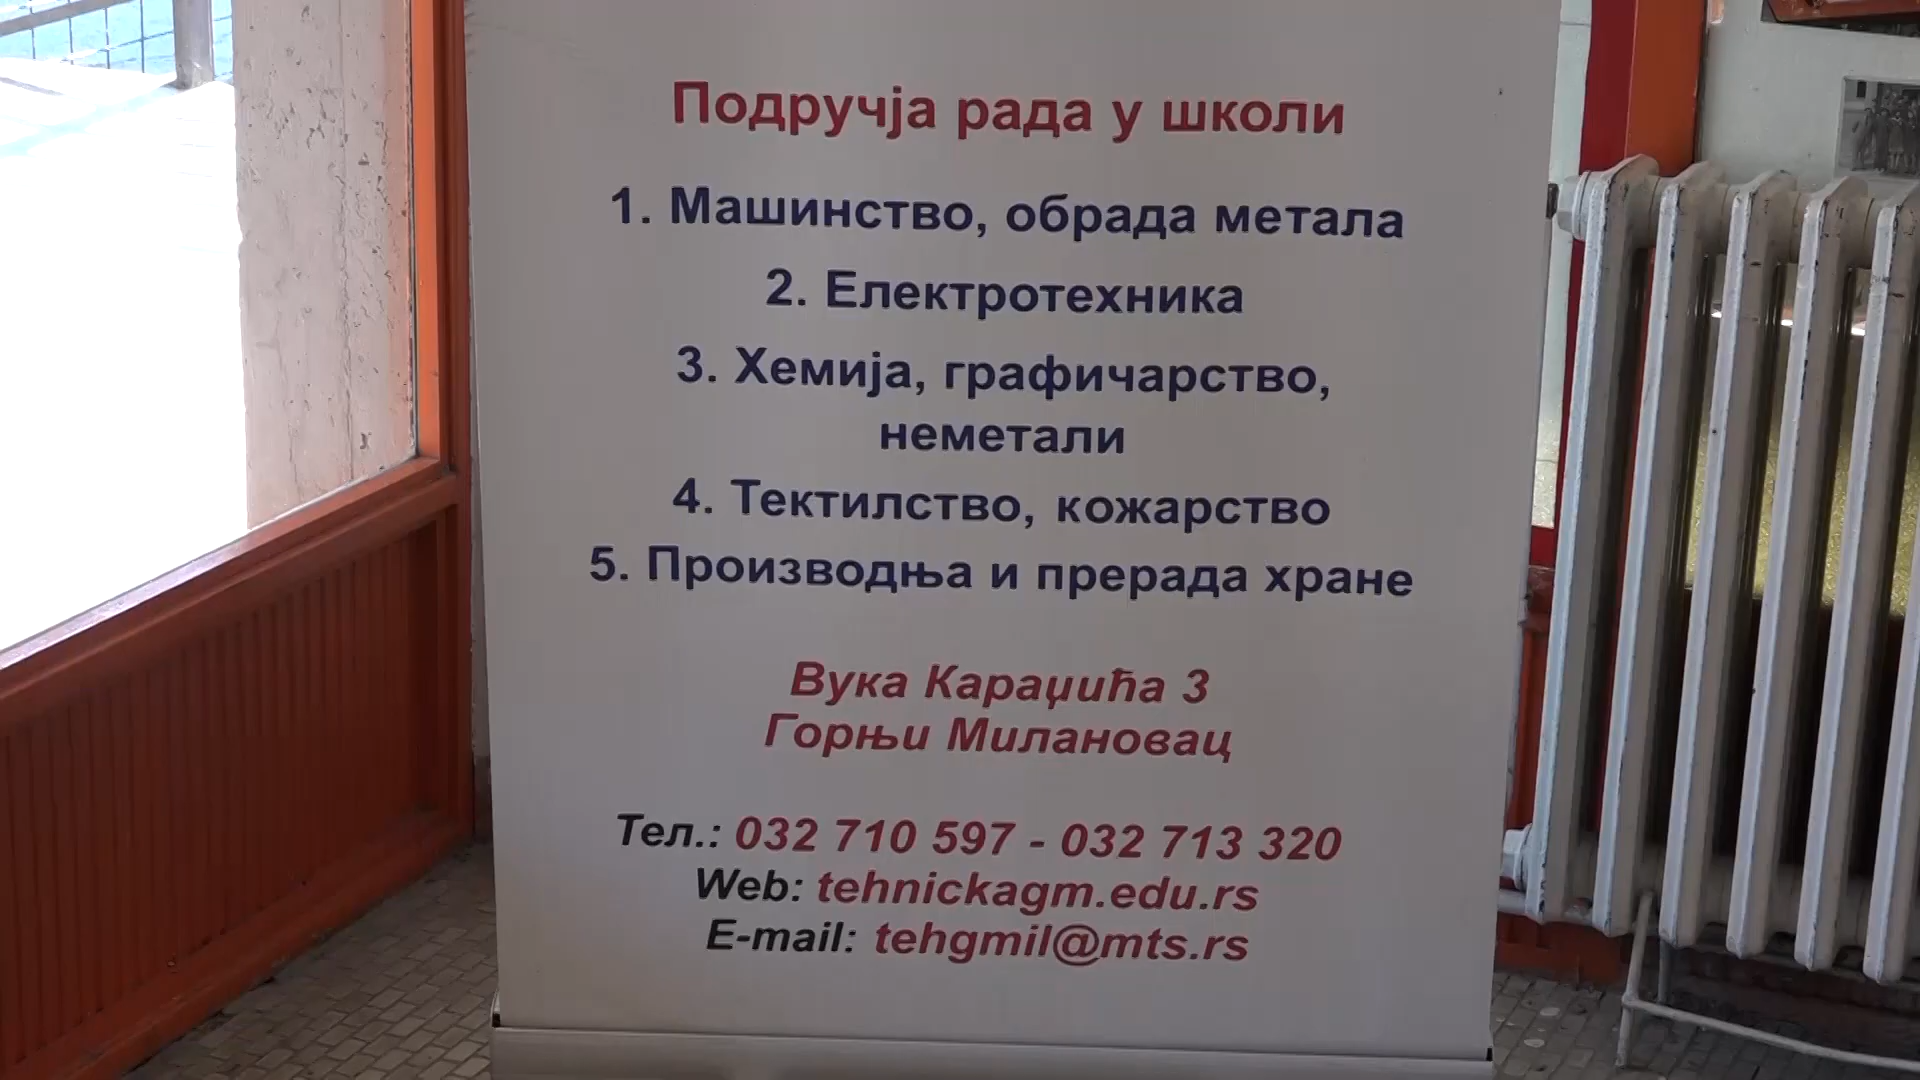 Подручја рада у школи
1. Машинство, обрада метала
2. Електротехника
3. Хемија, графичарство,
неметали
4. Тектилство, кожарство
5. Производња и прерада хране
Вука Караџића 3
Горњи Милановац
Тел.: 032 710 597 - 032 713 320
Web: tehnickagm.edu.rs
E-mail: tehgmil@mts.rs